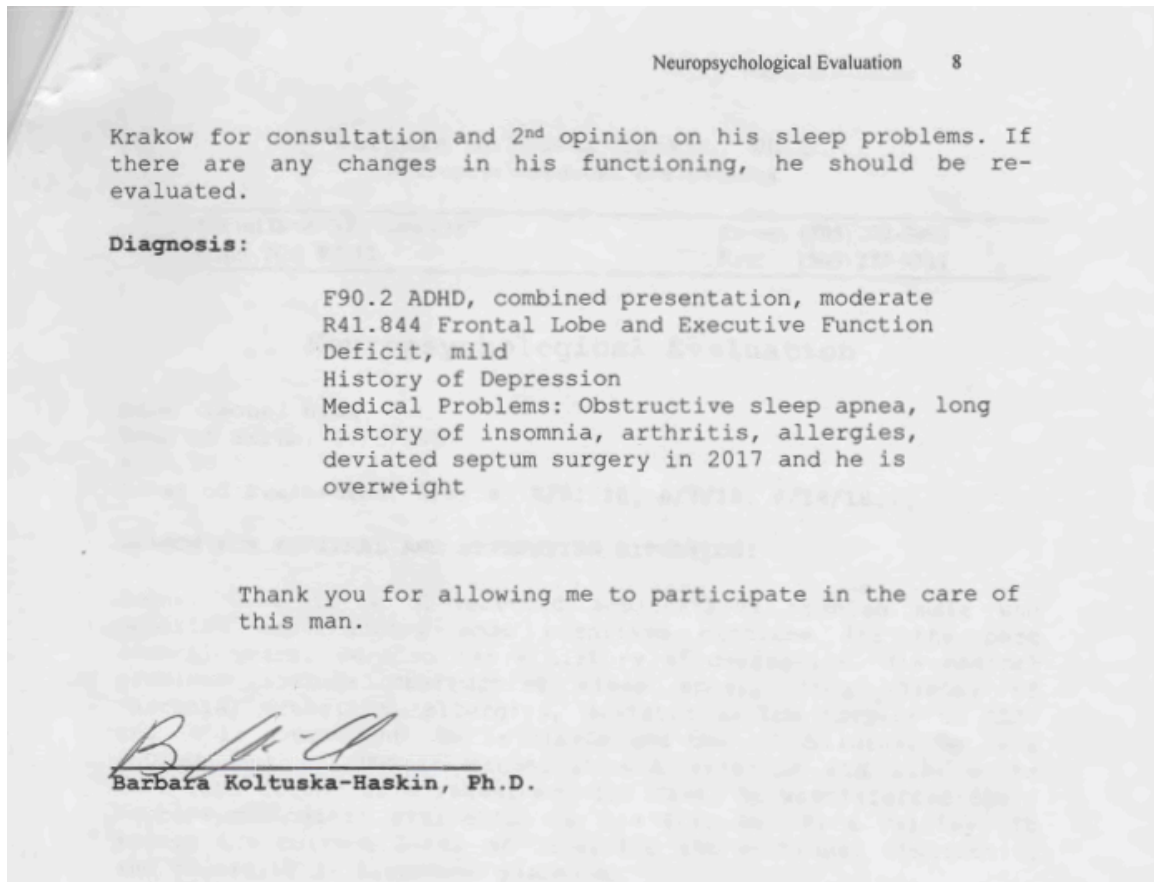 Neuropsychological Evaluation 8
Krakow for consultation and 2nd opinion on his sleep problems. If
there are any changes in his functioning, he should be re-
evaluated.
Diagnosis:
F90.2 ADHD, combined presentation, moderate
R41.844 Frontal Lobe and Executive Function
Deficit, mild
History of Depression
Medical Problems: Obstructive sleep apnea, long
history of insomnia, arthritis, allergies,
deviated septum surgery in 2017 and he is
overweight
Thank you for allowing me to participate in the care of
this man.
Barbara Koltuska-Haskin, Ph.D.